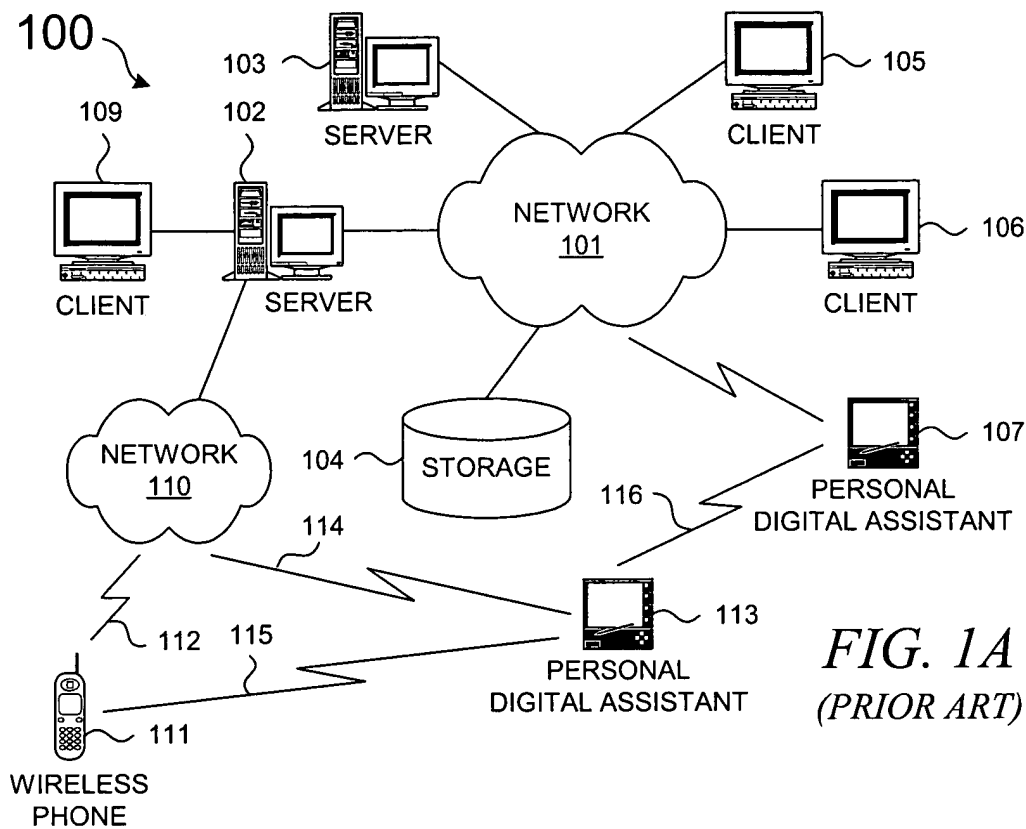 100
103
SERVER
105
CLIENT
109
102
CLIENT
SERVER
NETWORK
101
106
CLIENT
NETWORK
110
104
STORAGE
107
PERSONAL
DIGITAL ASSISTANT
116
114
112
115
113
PERSONAL
DIGITAL ASSISTANT
111
WIRELESS
PHONE
FIG. 1A
(PRIOR ART)